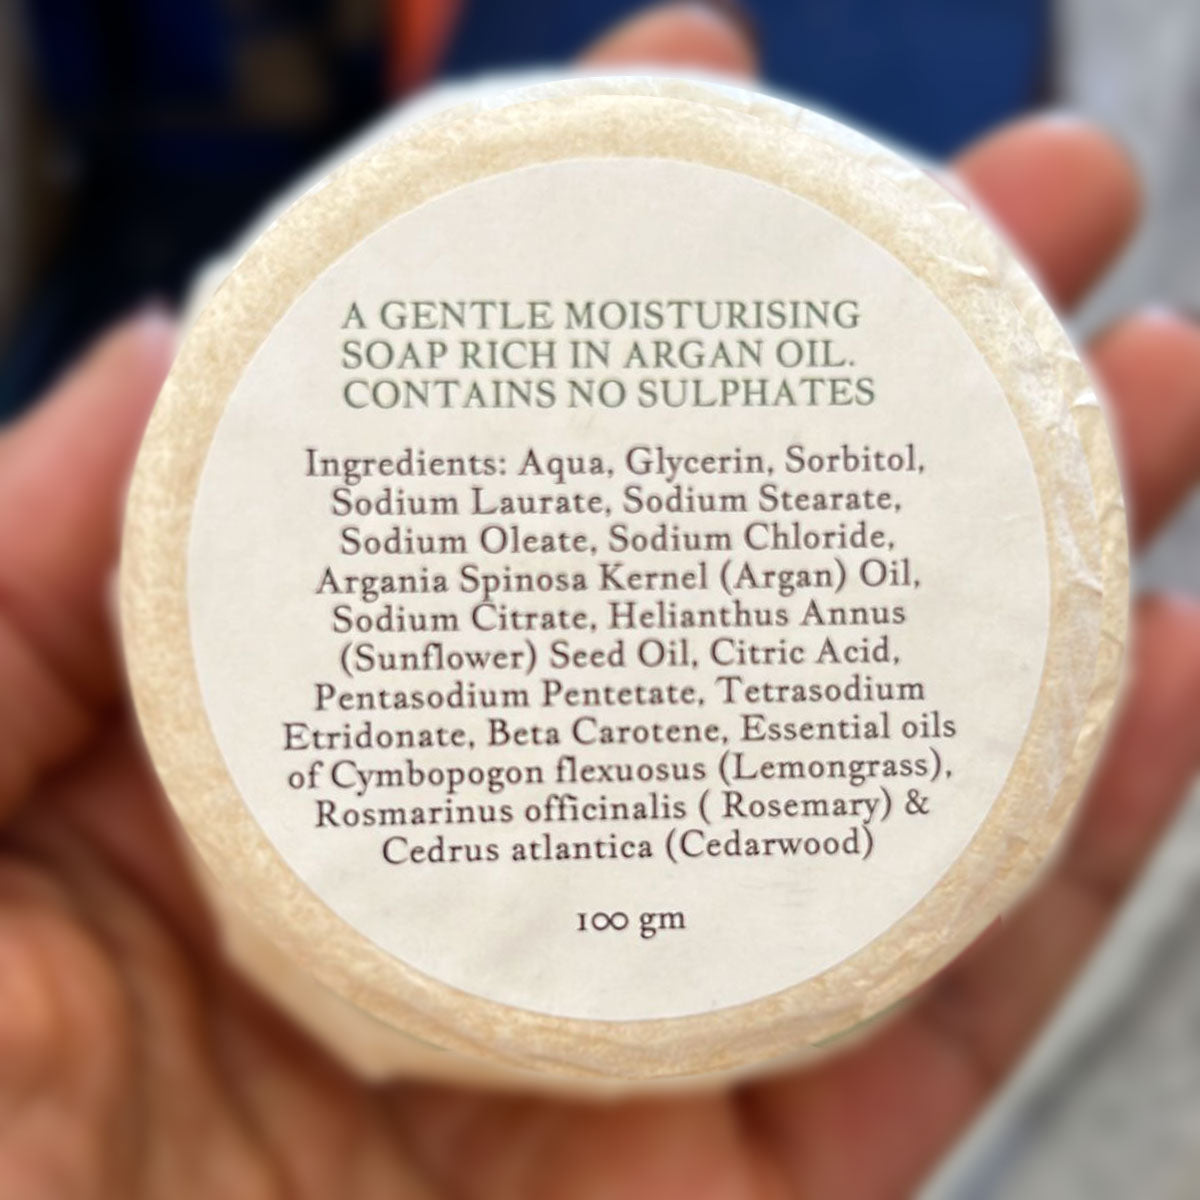 A GENTLE MOISTURISING
SOAP RICH IN ARGAN OIL.
CONTAINS NO SULPHATES
Ingredients: Aqua, Glycerin, Sorbitol,
Sodium Laurate, Sodium Stearate,
Sodium Oleate, Sodium Chloride,
Argania Spinosa Kernel (Argan) Oil,
Sodium Citrate, Helianthus Annus
(Sunflower) Seed Oil, Citric Acid,
Pentasodium Pentetate, Tetrasodium
Etridonate, Beta Carotene, Essential oils
of Cymbopogon flexuosus (Lemongrass),
Rosmarinus officinalis ( Rosemary) &
Cedrus atlantica (Cedarwood)
100 gm